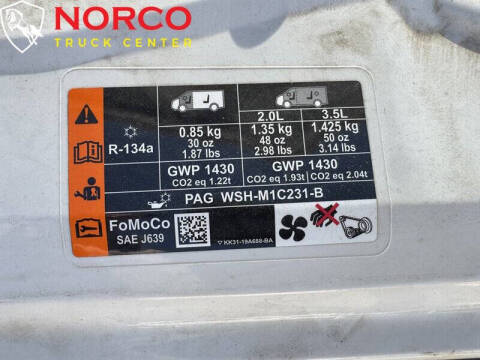 NORCO
TRUCK CENTER
2.0L 3.5L
R-134a 0.85 kg 1.35 kg 1.425 kg
30 oz 48 oz 50 oz
1.87 lbs 2.98 lbs 3.14 lbs
GWP 1430 GWP 1430
CO2 eq 1.22t CO2 eq 1.93t CO2 eq 2.04t
PAG WSH-M1C231-B
FoMoCo
SAE J639
KK31-19A688-BA